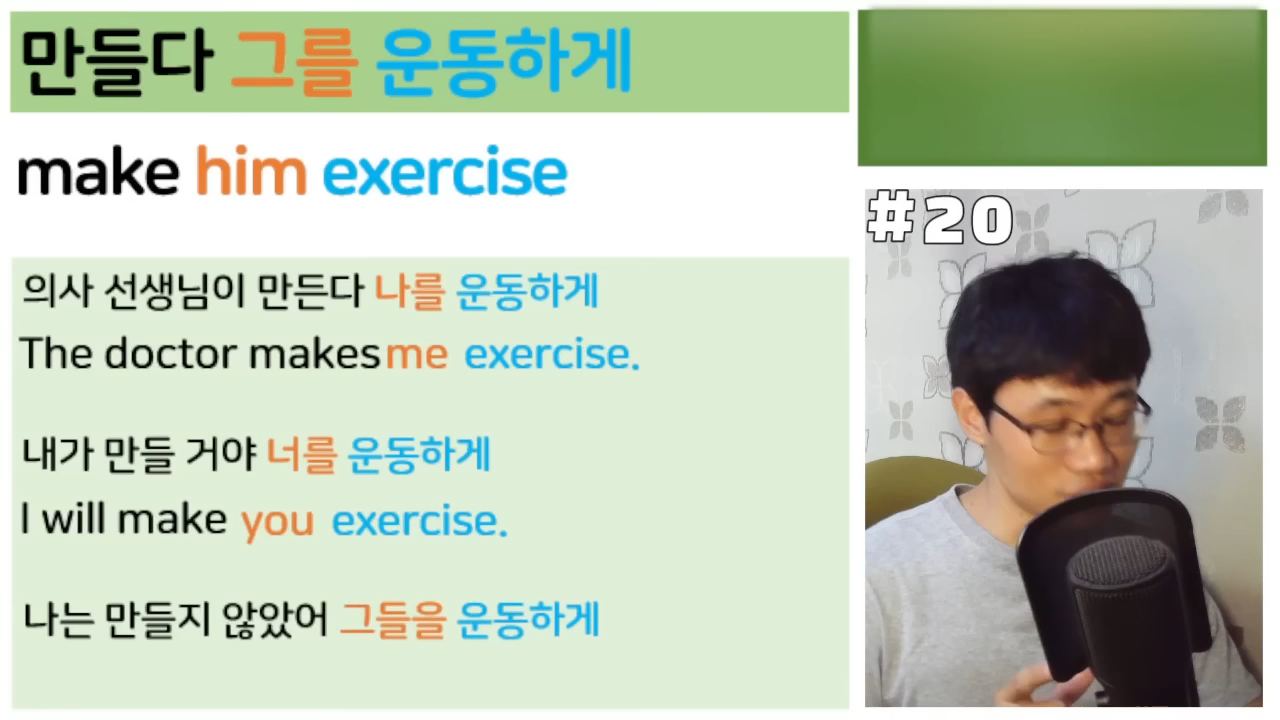 만들다 그를 운동하게
make him exercise
#20
의사 선생님이 만든다 나를 운동하게
The doctor makes me exercise.
내가 만들 거야 너를 운동하게
I will make you exercise.
나는 만들지 않았어 그들을 운동하게